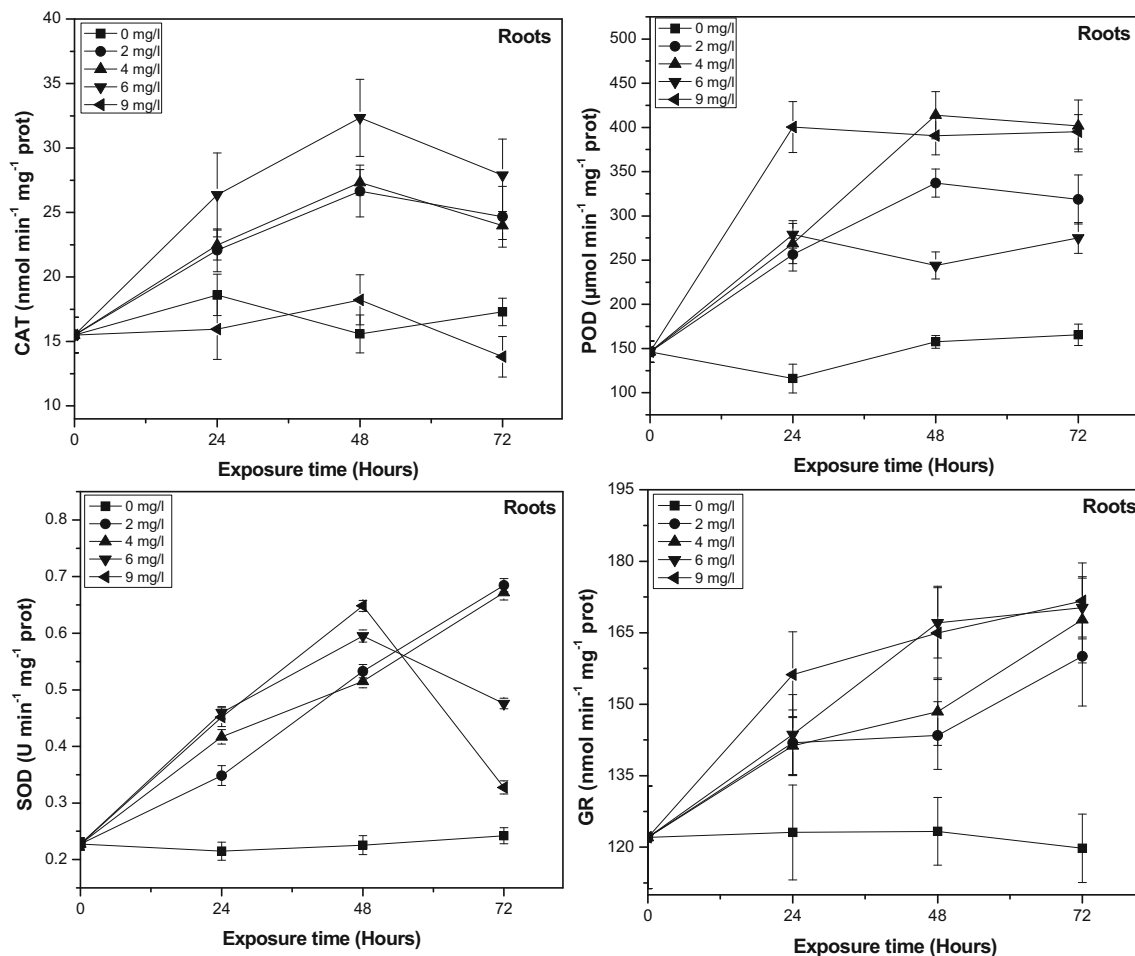 Roots
0 mg/l
2 mg/l
4 mg/l
6 mg/l
9 mg/l
40
35
30
25
20
15
10
CAT (nmol min⁻¹ mg⁻¹ prot)
0
24
48
72
Exposure time (Hours)
Roots
0 mg/l
2 mg/l
4 mg/l
6 mg/l
9 mg/l
500
450
400
350
300
250
200
150
100
POD (µmol min⁻¹ mg⁻¹ prot)
0
24
48
72
Exposure time (Hours)
Roots
0 mg/l
2 mg/l
4 mg/l
6 mg/l
9 mg/l
0.8
0.7
0.6
0.5
0.4
0.3
0.2
SOD (U min⁻¹ mg⁻¹ prot)
0
24
48
72
Exposure time (Hours)
Roots
0 mg/l
2 mg/l
4 mg/l
6 mg/l
9 mg/l
195
180
165
150
135
120
GR (nmol min⁻¹ mg⁻¹ prot)
0
24
48
72
Exposure time (Hours)